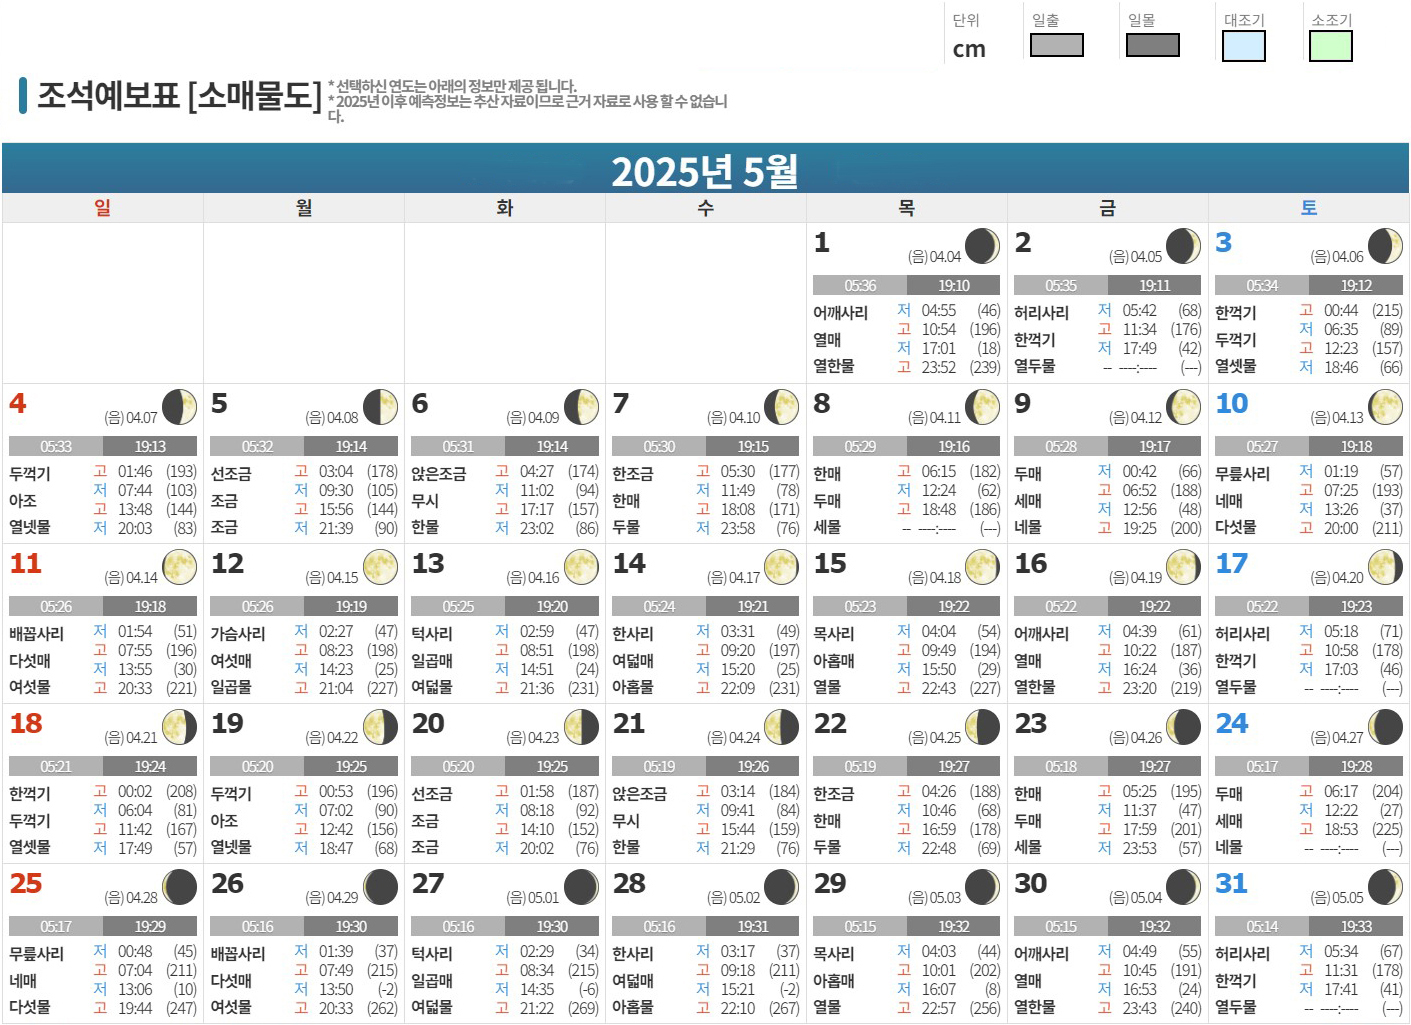 단위 일출 일몰 대조기 소조기
cm
조석예보표 [소매물도]
* 선택하신 연도는 아래의 정보만 제공 됩니다.
* 2025년 이후 예측정보는 추산 자료이므로 근거 자료로 사용 할 수 없습니
다.
2025년 5월
일 월 화 수 목 금 토
1 (음) 04.04
05:36 19:10
어깨사리 열매 열한물
저 04:55 (46)
고 10:54 (196)
저 17:01 (18)
고 23:52 (239)
2 (음) 04.05
05:35 19:11
허리사리 한꺽기 열두물
저 05:42 (68)
고 11:34 (176)
저 17:49 (42)
-- ----:---- (---)
3 (음) 04.06
05:34 19:12
한꺽기 두꺽기 열셋물
고 00:44 (215)
저 06:35 (89)
고 12:23 (157)
저 18:46 (66)
4 (음) 04.07
05:33 19:13
두꺽기 아조 열넷물
고 01:46 (193)
저 07:44 (103)
고 13:48 (144)
저 20:03 (83)
5 (음) 04.08
05:32 19:14
선조금 조금 조금
고 03:04 (178)
저 09:30 (105)
고 15:56 (144)
저 21:39 (90)
6 (음) 04.09
05:31 19:14
앉은조금 무시 한물
고 04:27 (174)
저 11:02 (94)
고 17:17 (157)
저 23:02 (86)
7 (음) 04.10
05:30 19:15
한조금 한매 두물
고 05:30 (177)
저 11:49 (78)
고 18:08 (171)
저 23:58 (76)
8 (음) 04.11
05:29 19:16
한매 두매 세물
고 06:15 (182)
저 12:24 (62)
고 18:48 (186)
-- ----:---- (---)
9 (음) 04.12
05:28 19:17
두매 세매 네물
저 00:42 (66)
고 06:52 (188)
저 12:56 (48)
고 19:25 (200)
10 (음) 04.13
05:27 19:18
무릎사리 네매 다섯물
저 01:19 (57)
고 07:25 (193)
저 13:26 (37)
고 20:00 (211)
11 (음) 04.14
05:26 19:18
배꼽사리 다섯매 여섯물
저 01:54 (51)
고 07:55 (196)
저 13:55 (30)
고 20:33 (221)
12 (음) 04.15
05:26 19:19
가슴사리 여섯매 일곱물
저 02:27 (47)
고 08:23 (198)
저 14:23 (25)
고 21:04 (227)
13 (음) 04.16
05:25 19:20
턱사리 일곱매 여덟물
저 02:59 (47)
고 08:51 (198)
저 14:51 (24)
고 21:36 (231)
14 (음) 04.17
05:24 19:21
한사리 여덟매 아홉물
저 03:31 (49)
고 09:20 (197)
저 15:20 (25)
고 22:09 (231)
15 (음) 04.18
05:23 19:22
목사리 아홉매 열물
저 04:04 (54)
고 09:49 (194)
저 15:50 (29)
고 22:43 (227)
16 (음) 04.19
05:22 19:22
어깨사리 열매 열한물
저 04:39 (61)
고 10:22 (187)
저 16:24 (36)
고 23:20 (219)
17 (음) 04.20
05:22 19:23
허리사리 한꺽기 열두물
저 05:18 (71)
고 10:58 (178)
저 17:03 (46)
-- ----:---- (---)
18 (음) 04.21
05:21 19:24
한꺽기 두꺽기 열셋물
고 00:02 (208)
저 06:04 (81)
고 11:42 (167)
저 17:49 (57)
19 (음) 04.22
05:20 19:25
두꺽기 아조 열넷물
고 00:53 (196)
저 07:02 (90)
고 12:42 (156)
저 18:47 (68)
20 (음) 04.23
05:20 19:25
선조금 조금 조금
고 01:58 (187)
저 08:18 (92)
고 14:10 (152)
저 20:02 (76)
21 (음) 04.24
05:19 19:26
앉은조금 무시 한물
고 03:14 (184)
저 09:41 (84)
고 15:44 (159)
저 21:29 (76)
22 (음) 04.25
05:19 19:27
한조금 한매 두물
고 04:26 (188)
저 10:46 (68)
고 16:59 (178)
저 22:48 (69)
23 (음) 04.26
05:18 19:27
한매 두매 세물
고 05:25 (195)
저 11:37 (47)
고 17:59 (201)
저 23:53 (57)
24 (음) 04.27
05:17 19:28
두매 세매 네물
고 06:17 (204)
저 12:22 (27)
고 18:53 (225)
-- ----:---- (---)
25 (음) 04.28
05:17 19:29
무릎사리 네매 다섯물
저 00:48 (45)
고 07:04 (211)
저 13:06 (10)
고 19:44 (247)
26 (음) 04.29
05:16 19:30
배꼽사리 다섯매 여섯물
저 01:39 (37)
고 07:49 (215)
저 13:50 (-2)
고 20:33 (262)
27 (음) 05.01
05:16 19:30
턱사리 일곱매 여덟물
저 02:29 (34)
고 08:34 (215)
저 14:35 (-6)
고 21:22 (269)
28 (음) 05.02
05:16 19:31
한사리 여덟매 아홉물
저 03:17 (37)
고 09:18 (211)
저 15:21 (-2)
고 22:10 (267)
29 (음) 05.03
05:15 19:32
목사리 아홉매 열물
저 04:03 (44)
고 10:01 (202)
저 16:07 (8)
고 22:57 (256)
30 (음) 05.04
05:15 19:32
어깨사리 열매 열한물
저 04:49 (55)
고 10:45 (191)
저 16:53 (24)
고 23:43 (240)
31 (음) 05.05
05:14 19:33
허리사리 한꺽기 열두물
저 05:34 (67)
고 11:31 (178)
저 17:41 (41)
-- ----:---- (---)